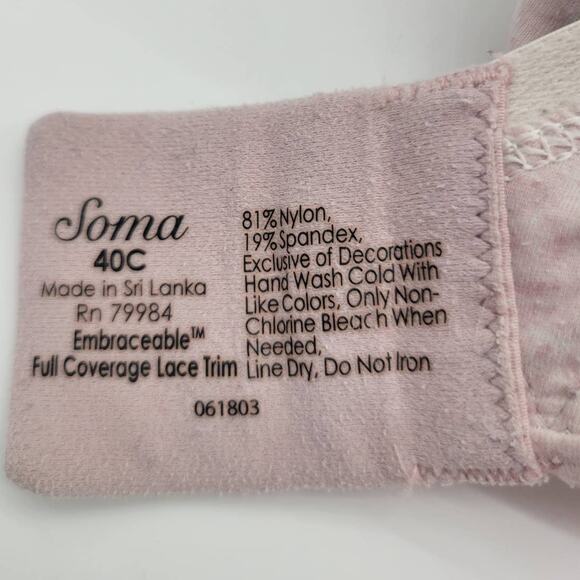 Soma
40C
Made in Sri Lanka
Rn 79984
Embraceable™
Full Coverage Lace Trim
81% Nylon,
19% Spandex,
Exclusive of Decorations
Hand Wash Cold With
Like Colors, Only Non-
Chlorine Bleach When
Needed,
Line Dry, Do Not Iron
061803